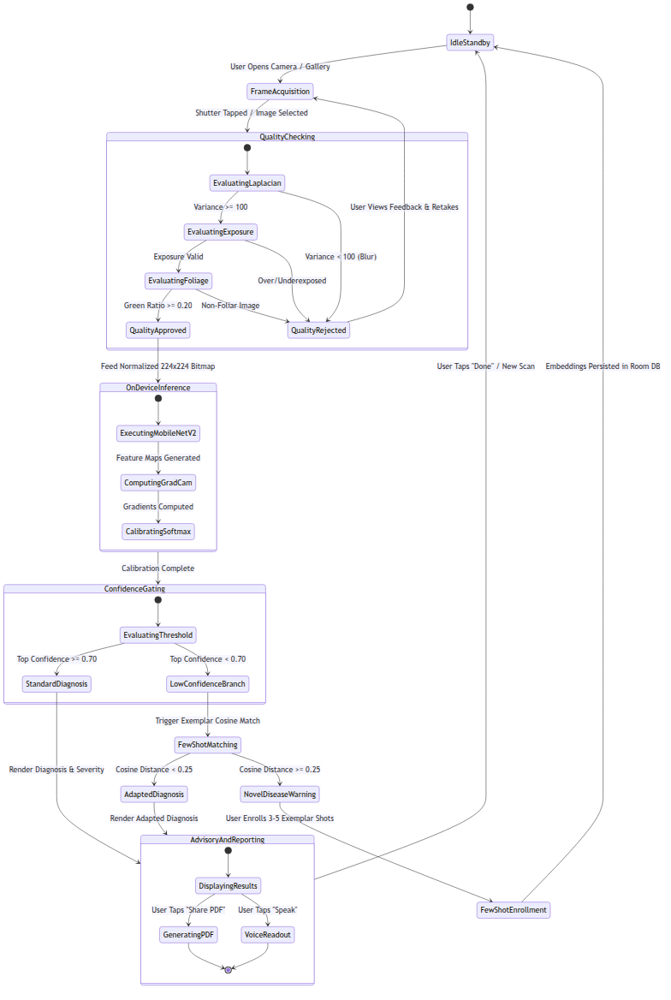 IdleStandby
User Opens Camera / Gallery
FrameAcquisition
Shutter Tapped / Image Selected
QualityChecking
EvaluatingLaplacian
Variance >= 100
User Views Feedback & Retakes
EvaluatingExposure
Exposure Valid
Variance < 100 (Blur)
EvaluatingFoliage
Over/Underexposed
Green Ratio >= 0.20
Non-Foliar Image
QualityApproved
QualityRejected
Feed Normalized 224x224 Bitmap
User Taps "Done" / New Scan
Embeddings Persisted in Room DB
OnDeviceInference
ExecutingMobileNetV2
Feature Maps Generated
ComputingGradCam
Gradients Computed
CalibratingSoftmax
Calibration Complete
ConfidenceGating
EvaluatingThreshold
Top Confidence >= 0.70
Top Confidence < 0.70
StandardDiagnosis
LowConfidenceBranch
Trigger Exemplar Cosine Match
FewShotMatching
Render Diagnosis & Severity
Cosine Distance < 0.25
Cosine Distance >= 0.25
AdaptedDiagnosis
NovelDiseaseWarning
Render Adapted Diagnosis
User Enrolls 3-5 Exemplar Shots
AdvisoryAndReporting
DisplayingResults
User Taps "Share PDF"
User Taps "Speak"
FewShotEnrollment
GeneratingPDF
VoiceReadout